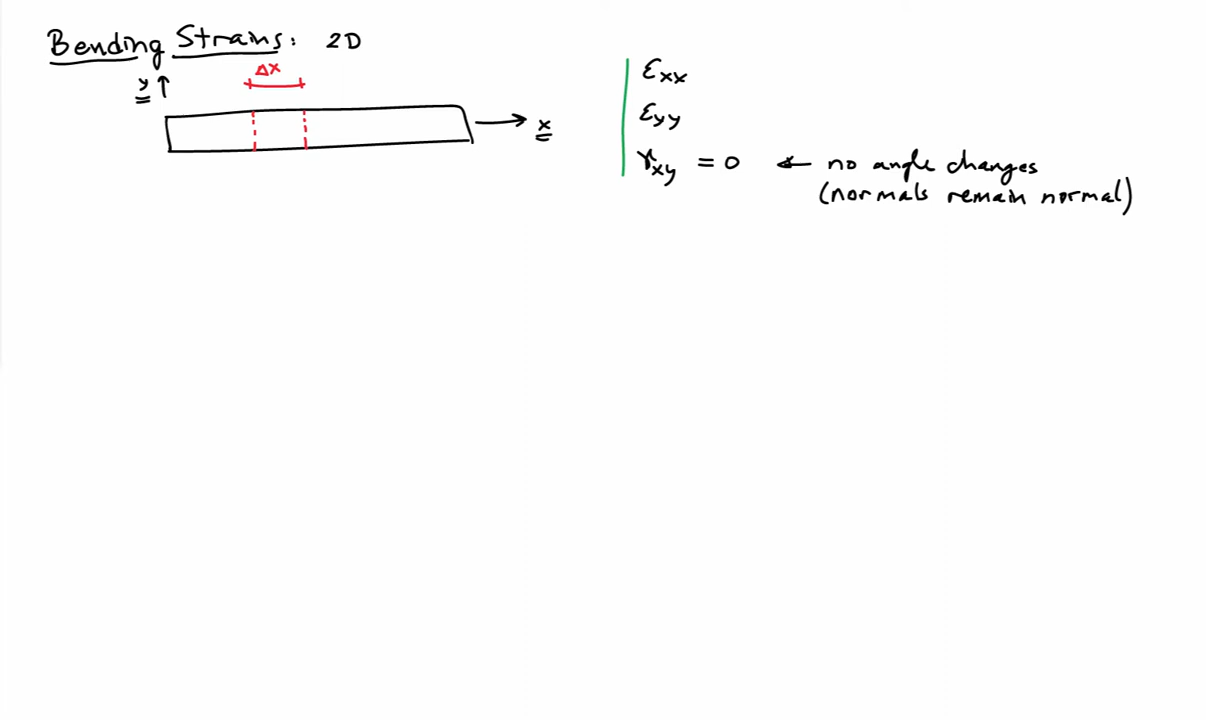 Bending Strains: 2D
Δx
y
x
εxx
εyy
γxy = 0 ← no angle changes
(normals remain normal)